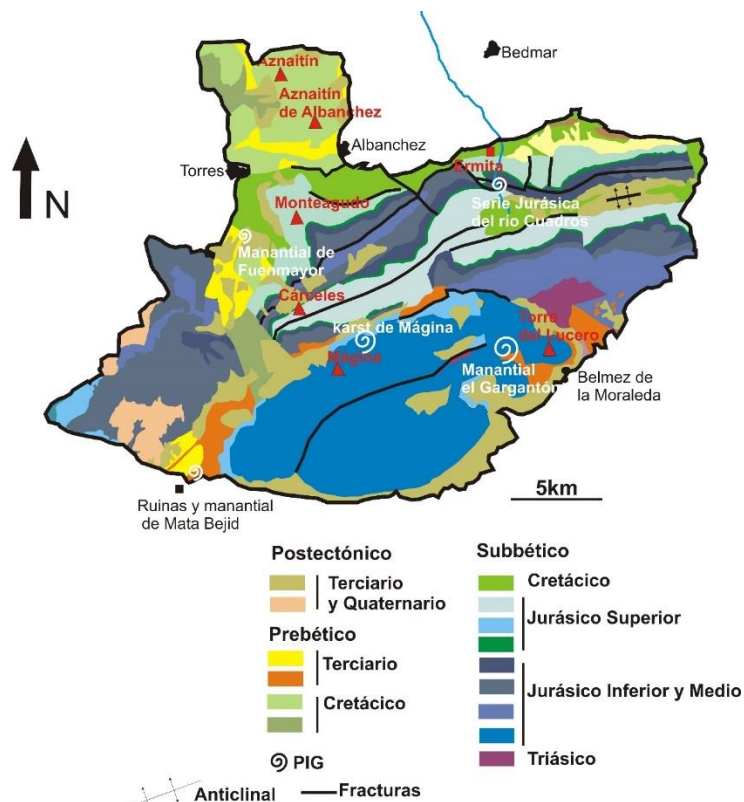 Bedmar
Aznaitín
Aznaitín
de Albanchez
Albanchez
Torres
Ermita
N
Monteagudo
Serie Jurásica
del río Cuadros
Manantial de
Fuenmayor
Cárceles
karst de Mágina
Torre
del Lucero
Mágina
Manantial
el Gargantón
Belmez de
la Moraleda
5km
Ruinas y manantial
de Mata Bejid
Postectónico
Terciario
y Quaternario
Prebético
Terciario
Cretácico
PIG
Anticlinal
Fracturas
Subbético
Cretácico
Jurásico Superior
Jurásico Inferior y Medio
Triásico